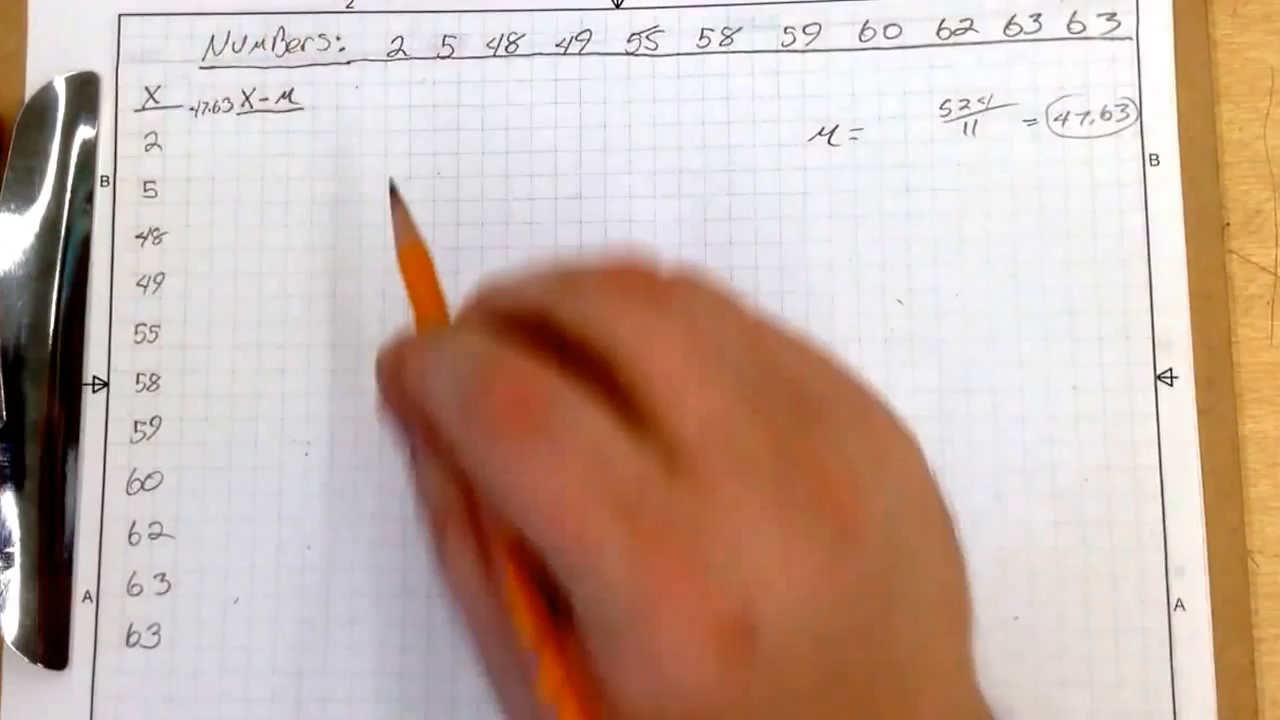 2
NUMBERS: 2 5 48 49 55 58 59 60 62 63 63
X -47.63 X-μ
μ = 524/11 = 47.63
2
B B
5
48
49
55
58
59
60
62
63
A A
63